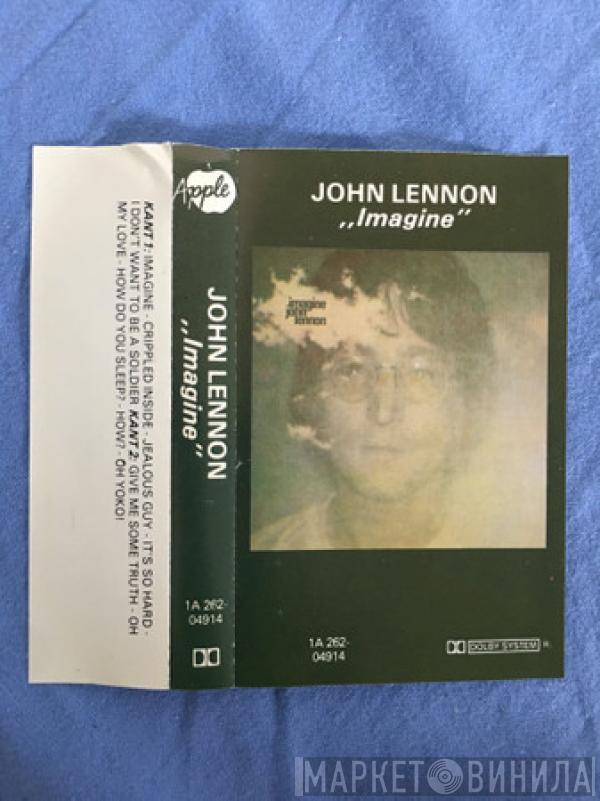 KANT 1: IMAGINE - CRIPPLED INSIDE - JEALOUS GUY - IT'S SO HARD -
I DON'T WANT TO BE A SOLDIER KANT 2: GIVE ME SOME TRUTH - OH
MY LOVE - HOW DO YOU SLEEP? - HOW? - OH YOKO!
Apple
JOHN LENNON
,,Imagine"
1A 262-
04914
JOHN LENNON
,,Imagine"
imagine
john
lennon
1A 262-
04914
DOLBY SYSTEM R.
МАРКЕТ ВИНИЛА